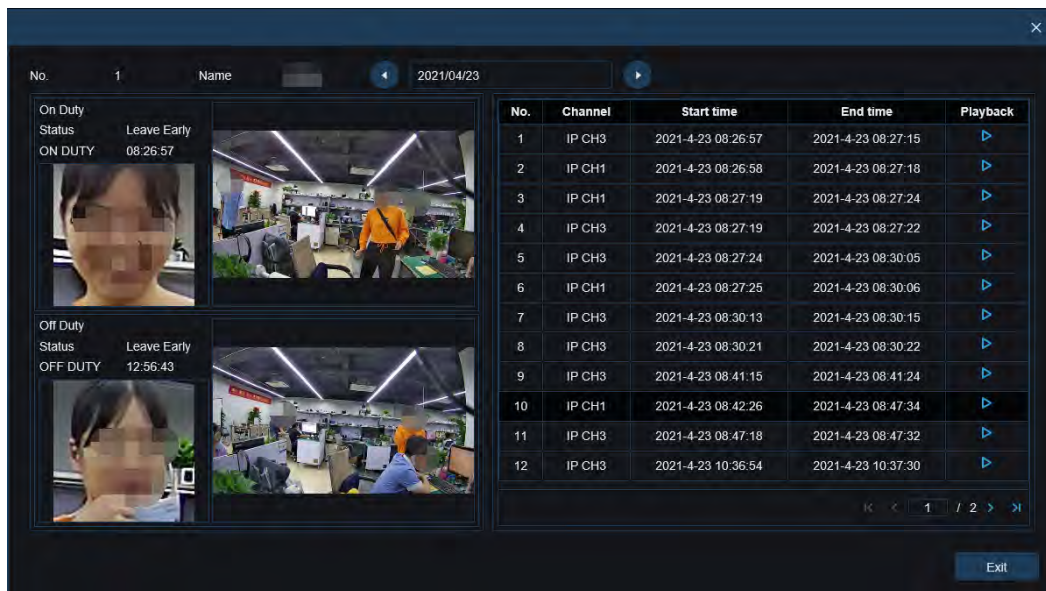 No. 1 Name 2021/04/23
On Duty
Status Leave Early
ON DUTY 08:26:57
Off Duty
Status Leave Early
OFF DUTY 12:56:43
No. Channel Start time End time Playback
1 IP CH3 2021-4-23 08:26:57 2021-4-23 08:27:15
2 IP CH1 2021-4-23 08:26:58 2021-4-23 08:27:18
3 IP CH1 2021-4-23 08:27:19 2021-4-23 08:27:24
4 IP CH3 2021-4-23 08:27:19 2021-4-23 08:27:22
5 IP CH3 2021-4-23 08:27:24 2021-4-23 08:30:05
6 IP CH1 2021-4-23 08:27:25 2021-4-23 08:30:06
7 IP CH3 2021-4-23 08:30:13 2021-4-23 08:30:15
8 IP CH3 2021-4-23 08:30:21 2021-4-23 08:30:22
9 IP CH3 2021-4-23 08:41:15 2021-4-23 08:41:24
10 IP CH1 2021-4-23 08:42:26 2021-4-23 08:47:34
11 IP CH3 2021-4-23 08:47:18 2021-4-23 08:47:32
12 IP CH3 2021-4-23 10:36:54 2021-4-23 10:37:30
1 / 2
Exit